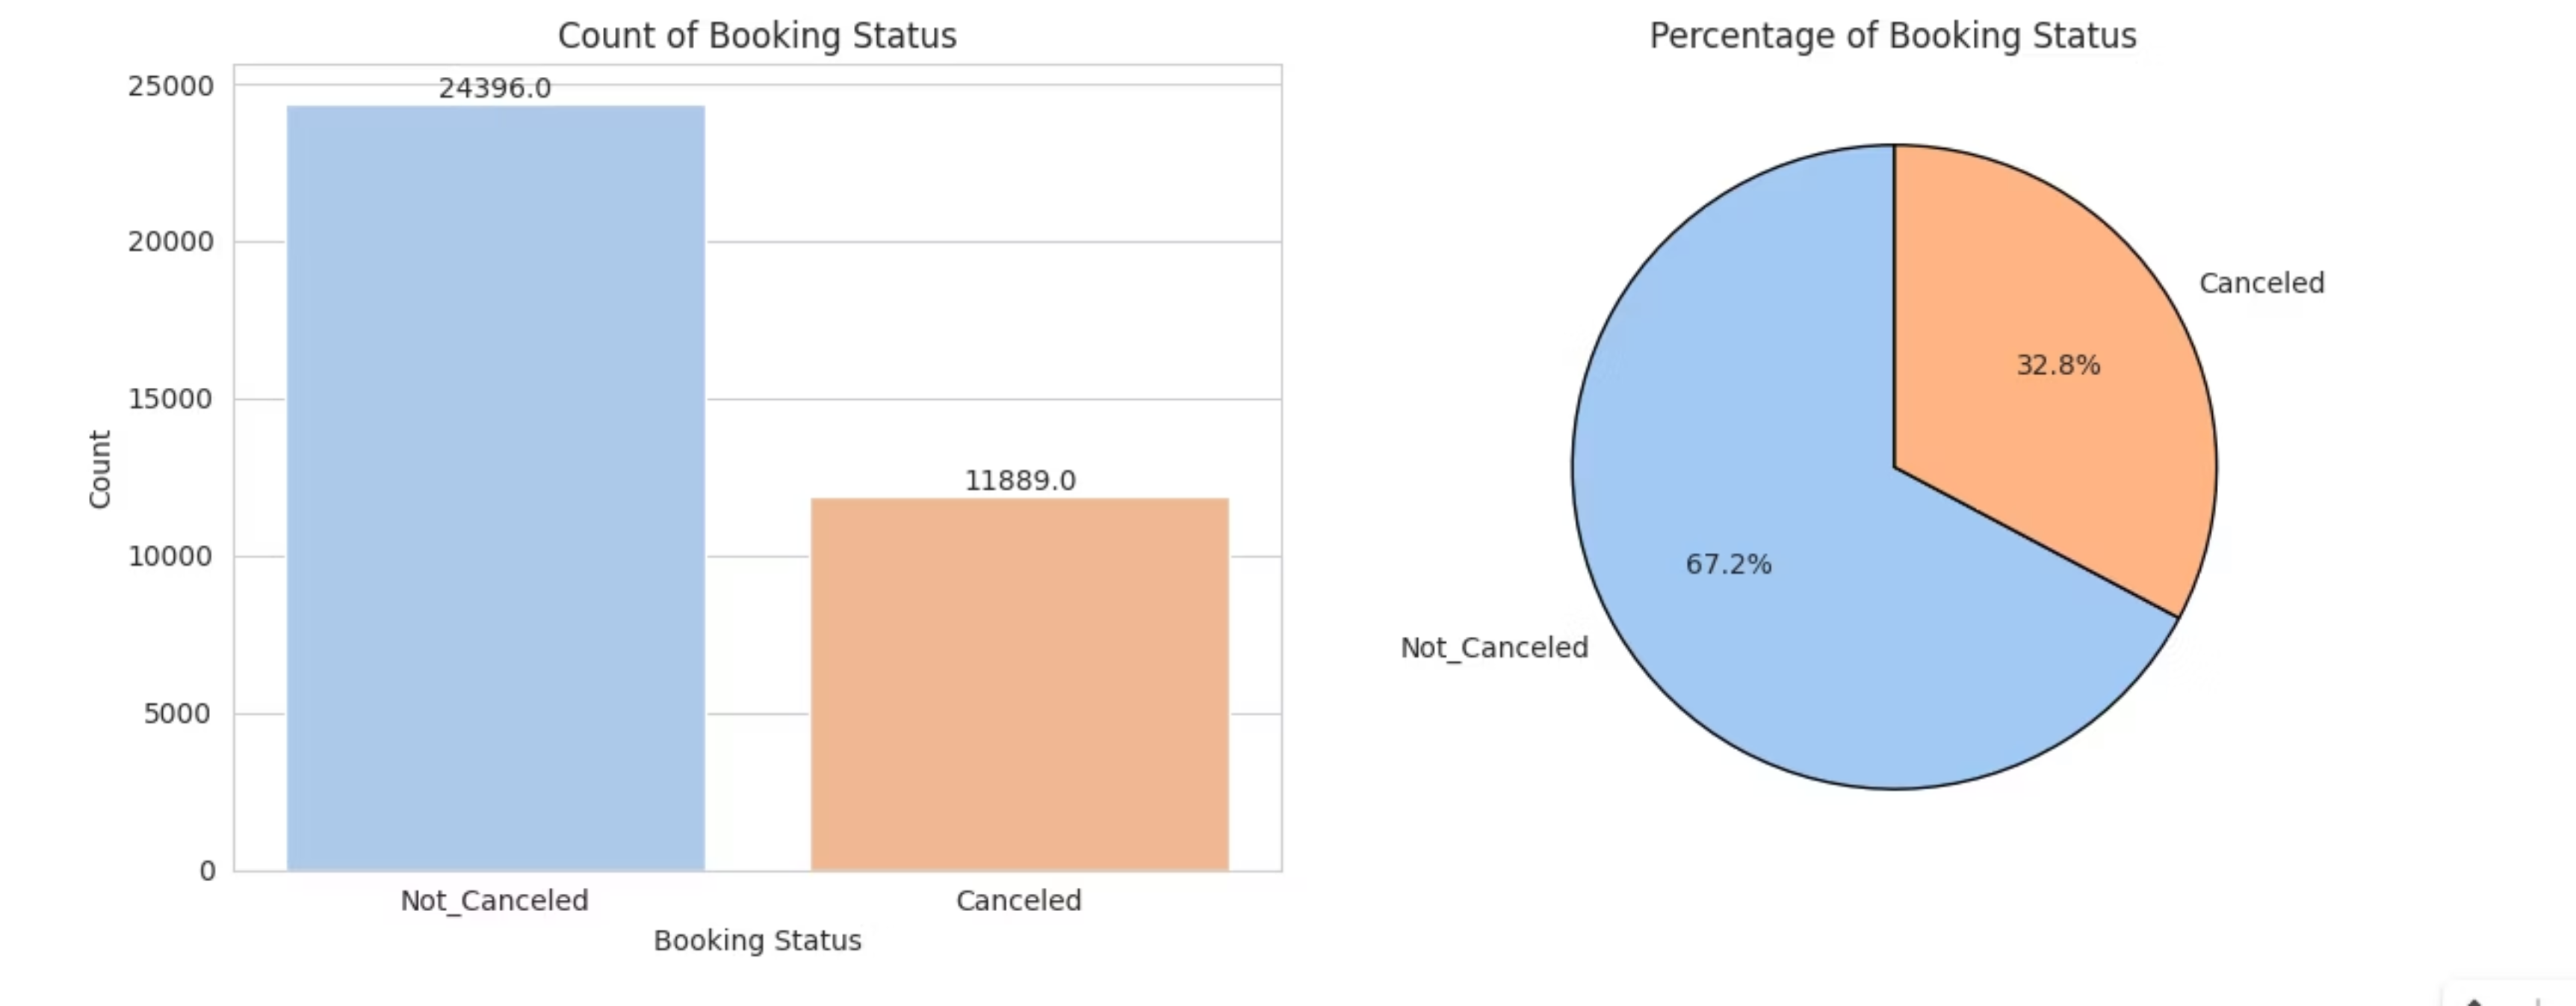 Count of Booking Status
25000
20000
15000
10000
5000
0
Count
24396.0
11889.0
Not_Canceled
Canceled
Booking Status
Percentage of Booking Status
Canceled
32.8%
67.2%
Not_Canceled